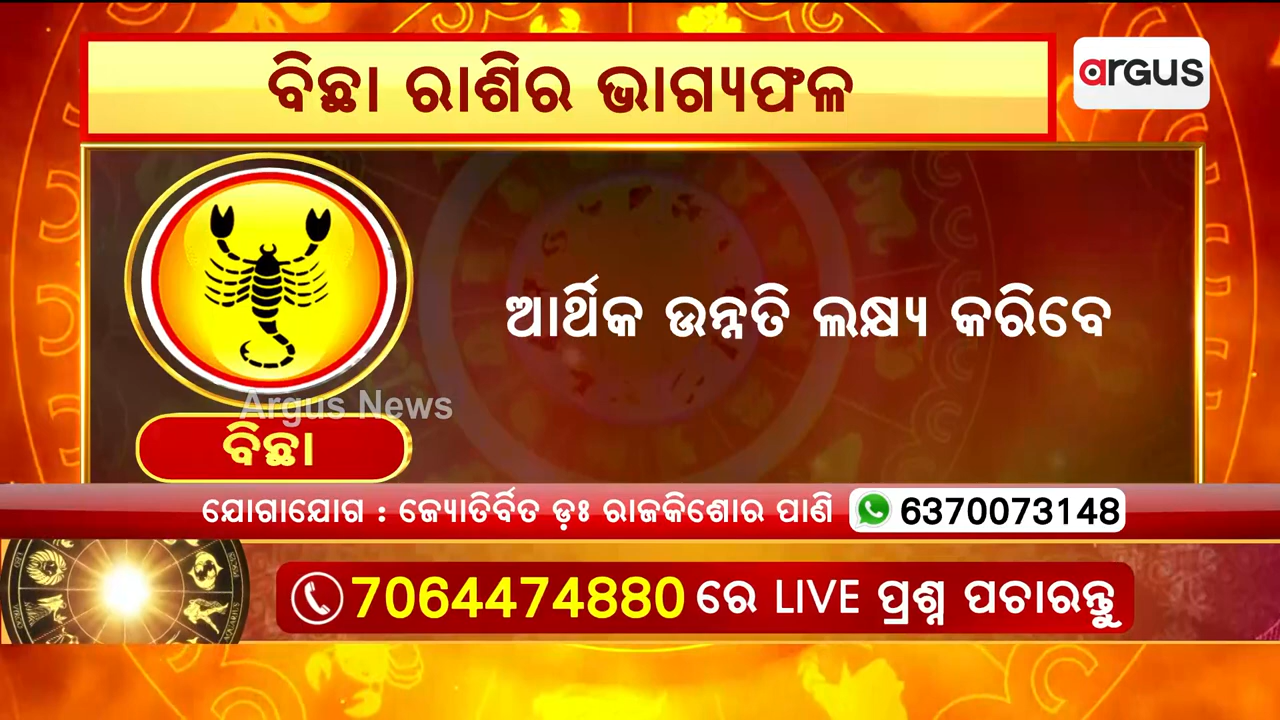 ବିଛା ରାଶିର ଭାଗ୍ୟଫଳ
argus
ଆର୍ଥିକ ଉନ୍ନତି ଲକ୍ଷ୍ୟ କରିବେ
Argus News
ବିଛା
ଯୋଗାଯୋଗ : ଜ୍ୟୋତିର୍ବିତ ଡ଼ଃ ରାଜକିଶୋର ପାଣି 6370073148
7064474880 ରେ LIVE ପ୍ରଶ୍ନ ପଚାରନ୍ତୁ